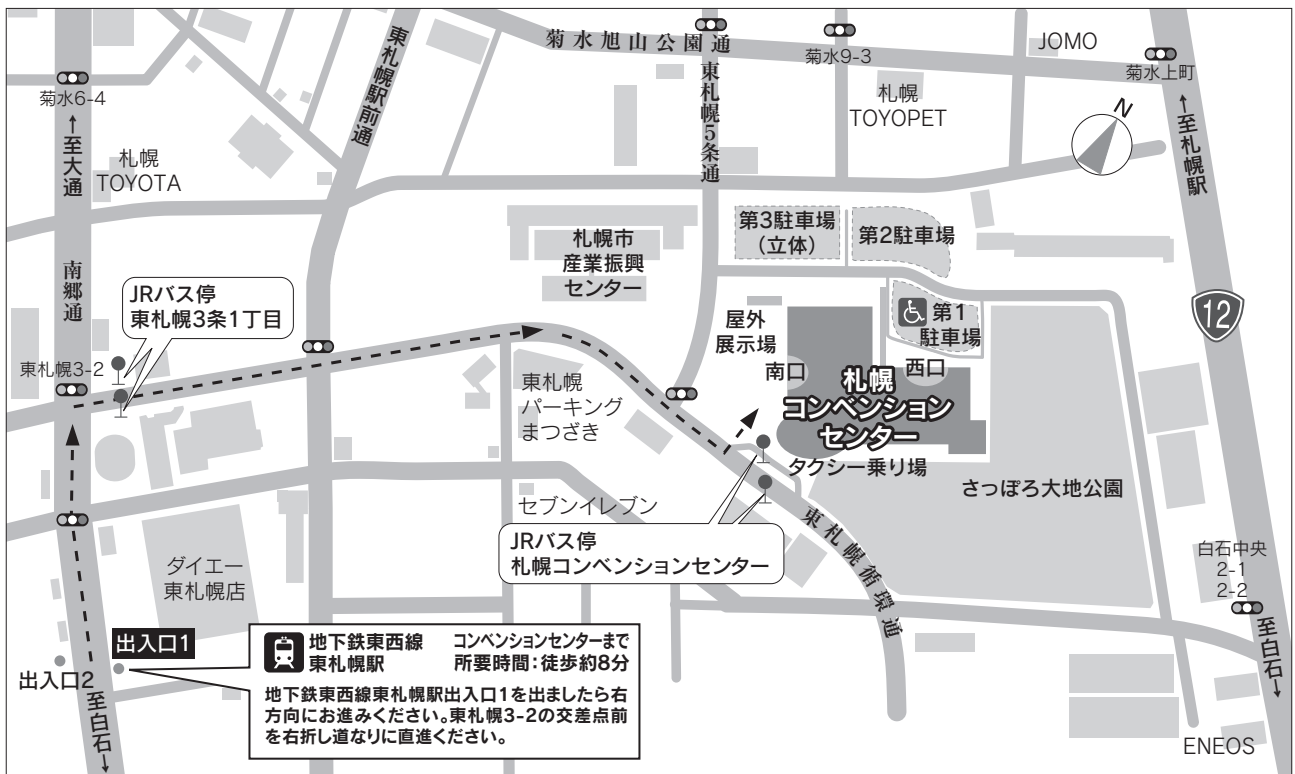 菊水旭山公園通
JOMO
菊水9-3
菊水上町
菊水6-4
東札幌駅前通
東札幌5条通
札幌
TOYOPET
N
←至大通
←至札幌駅
札幌
TOYOTA
第3駐車場
(立体)
第2駐車場
札幌市
産業振興
センター
南郷通
JRバス停
東札幌3条1丁目
12
屋外
展示場
第1
駐車場
東札幌3-2
南口
西口
東札幌
パーキング
まつざき
札幌
コンベンション
センター
タクシー乗り場
さっぽろ大地公園
セブンイレブン
JRバス停
札幌コンベンションセンター
東札幌循環通
白石中央
2-1
2-2
ダイエー
東札幌店
至白石→
出入口1
出入口2
至白石→
地下鉄東西線
東札幌駅
コンベンションセンターまで
所要時間:徒歩約8分
地下鉄東西線東札幌駅出入口1を出ましたら右
方向にお進みください。東札幌3-2の交差点前
を右折し道なりに直進ください。
ENEOS